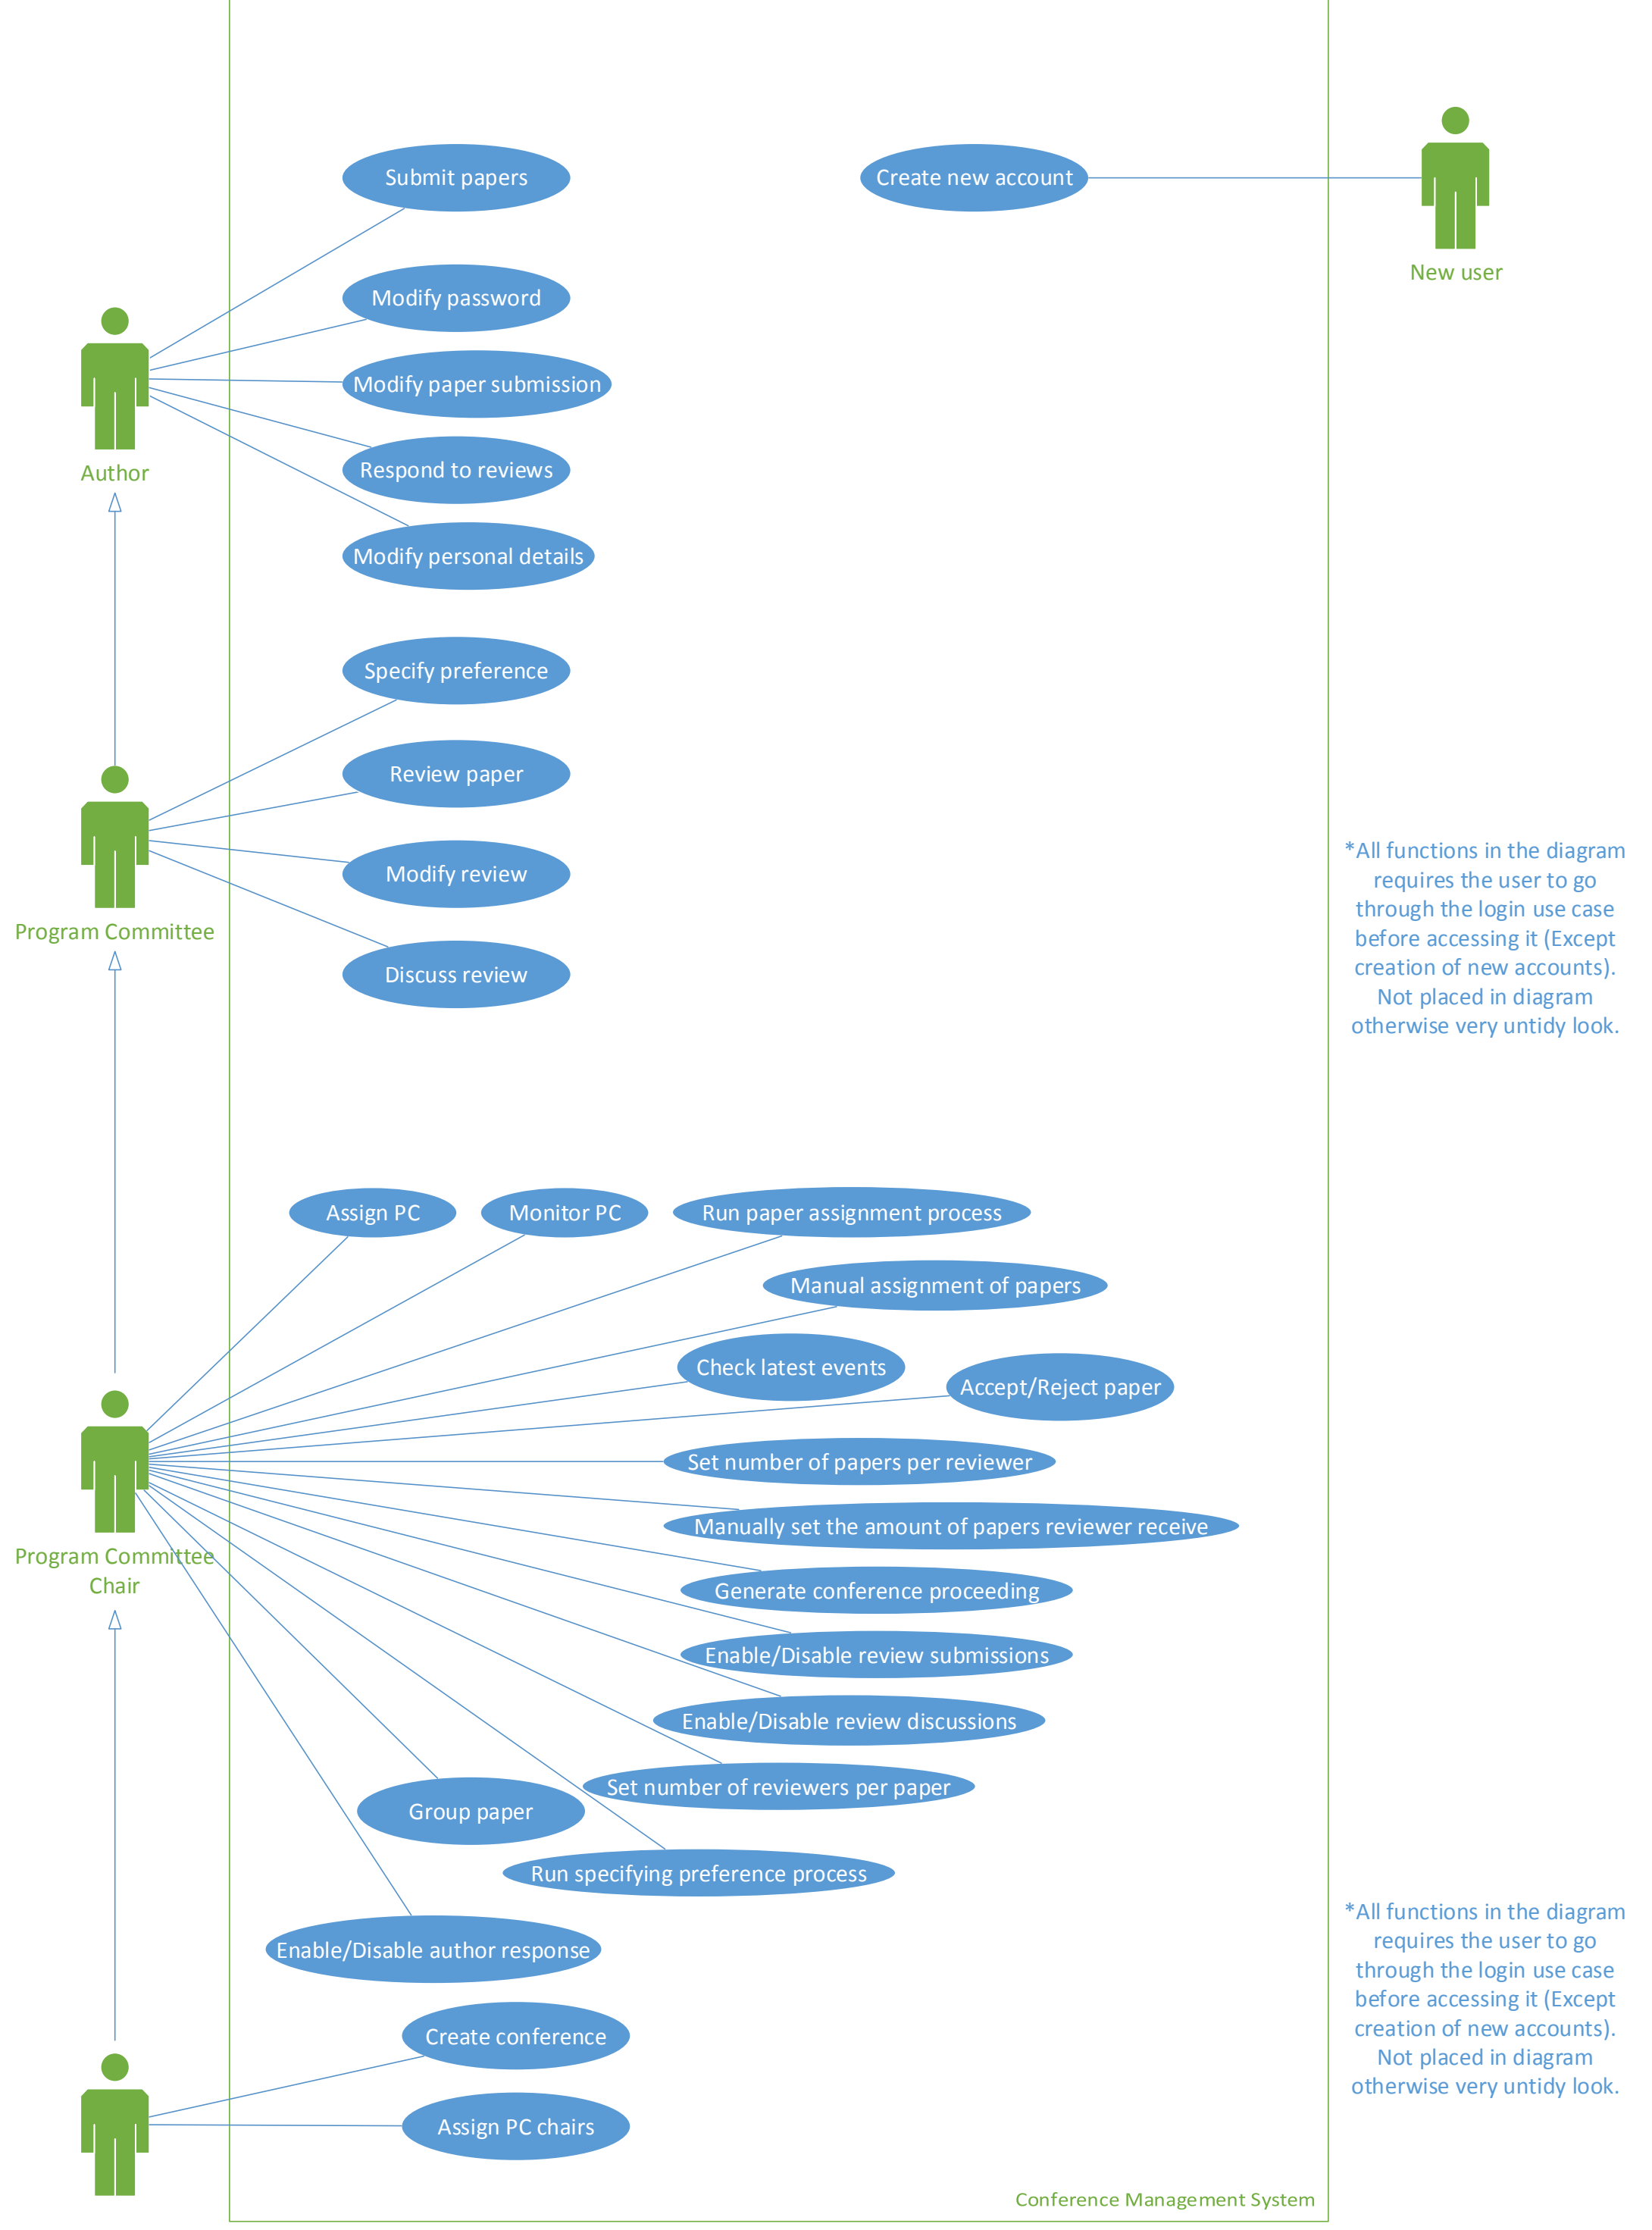 Submit papers
Create new account
New user
Modify password
Modify paper submission
Author
Respond to reviews
Modify personal details
Specify preference
Review paper
Modify review
Program Committee
Discuss review
*All functions in the diagram
requires the user to go
through the login use case
before accessing it (Except
creation of new accounts).
Not placed in diagram
otherwise very untidy look.
Assign PC
Monitor PC
Run paper assignment process
Manual assignment of papers
Check latest events
Accept/Reject paper
Set number of papers per reviewer
Manually set the amount of papers reviewer receive
Program Committee
Chair
Generate conference proceeding
Enable/Disable review submissions
Enable/Disable review discussions
Set number of reviewers per paper
Group paper
Run specifying preference process
Enable/Disable author response
*All functions in the diagram
requires the user to go
through the login use case
before accessing it (Except
creation of new accounts).
Not placed in diagram
otherwise very untidy look.
Create conference
Assign PC chairs
Conference Management System